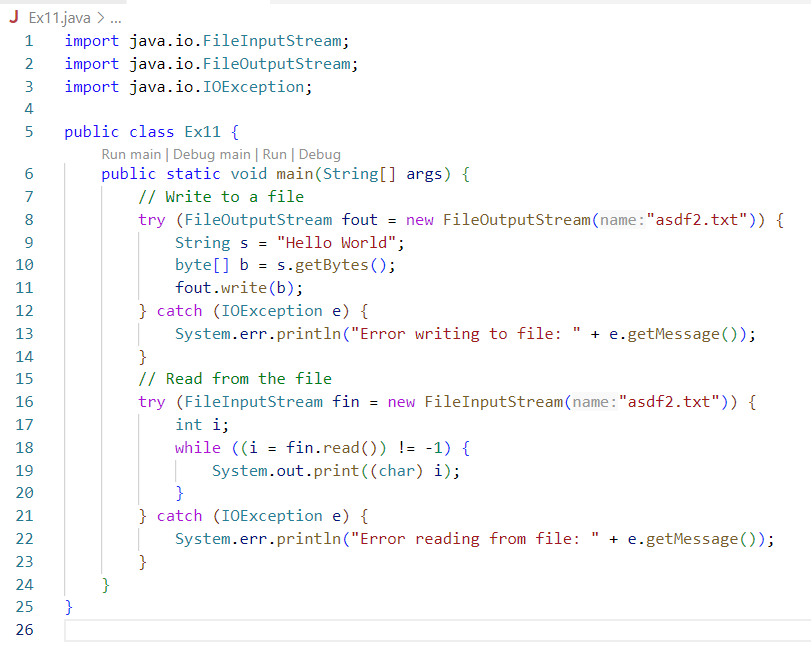 J Ex11.java > ...
1 import java.io.FileInputStream;
2 import java.io.FileOutputStream;
3 import java.io.IOException;
4
5 public class Ex11 {
Run main | Debug main | Run | Debug
6     public static void main(String[] args) {
7         // Write to a file
8         try (FileOutputStream fout = new FileOutputStream(name:"asdf2.txt")) {
9             String s = "Hello World";
10             byte[] b = s.getBytes();
11             fout.write(b);
12         } catch (IOException e) {
13             System.err.println("Error writing to file: " + e.getMessage());
14         }
15         // Read from the file
16         try (FileInputStream fin = new FileInputStream(name:"asdf2.txt")) {
17             int i;
18             while ((i = fin.read()) != -1) {
19                 System.out.print((char) i);
20             }
21         } catch (IOException e) {
22             System.err.println("Error reading from file: " + e.getMessage());
23         }
24     }
25 }
26